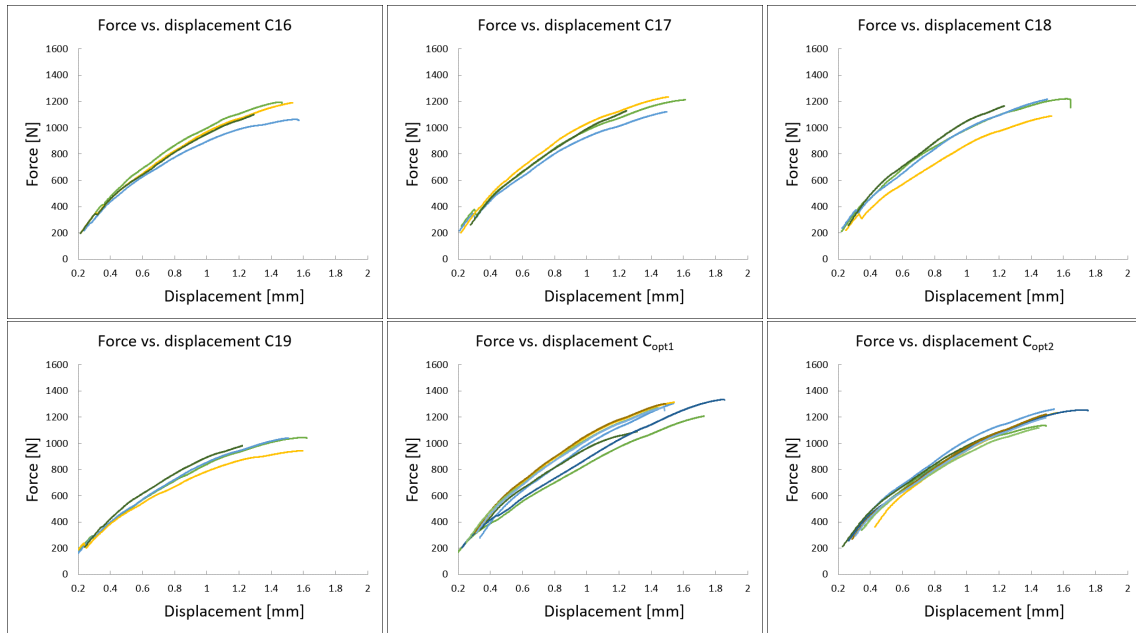 Force vs. displacement C16
Force [N]
1600
1400
1200
1000
800
600
400
200
0
0.2 0.4 0.6 0.8 1 1.2 1.4 1.6 1.8 2
Displacement [mm]
Force vs. displacement C17
Force [N]
1600
1400
1200
1000
800
600
400
200
0
0.2 0.4 0.6 0.8 1 1.2 1.4 1.6 1.8 2
Displacement [mm]
Force vs. displacement C18
Force [N]
1600
1400
1200
1000
800
600
400
200
0
0.2 0.4 0.6 0.8 1 1.2 1.4 1.6 1.8 2
Displacement [mm]
Force vs. displacement C19
Force [N]
1600
1400
1200
1000
800
600
400
200
0
0.2 0.4 0.6 0.8 1 1.2 1.4 1.6 1.8 2
Displacement [mm]
Force vs. displacement Copt1
Force [N]
1600
1400
1200
1000
800
600
400
200
0
0.2 0.4 0.6 0.8 1 1.2 1.4 1.6 1.8 2
Displacement [mm]
Force vs. displacement Copt2
Force [N]
1600
1400
1200
1000
800
600
400
200
0
0.2 0.4 0.6 0.8 1 1.2 1.4 1.6 1.8 2
Displacement [mm]